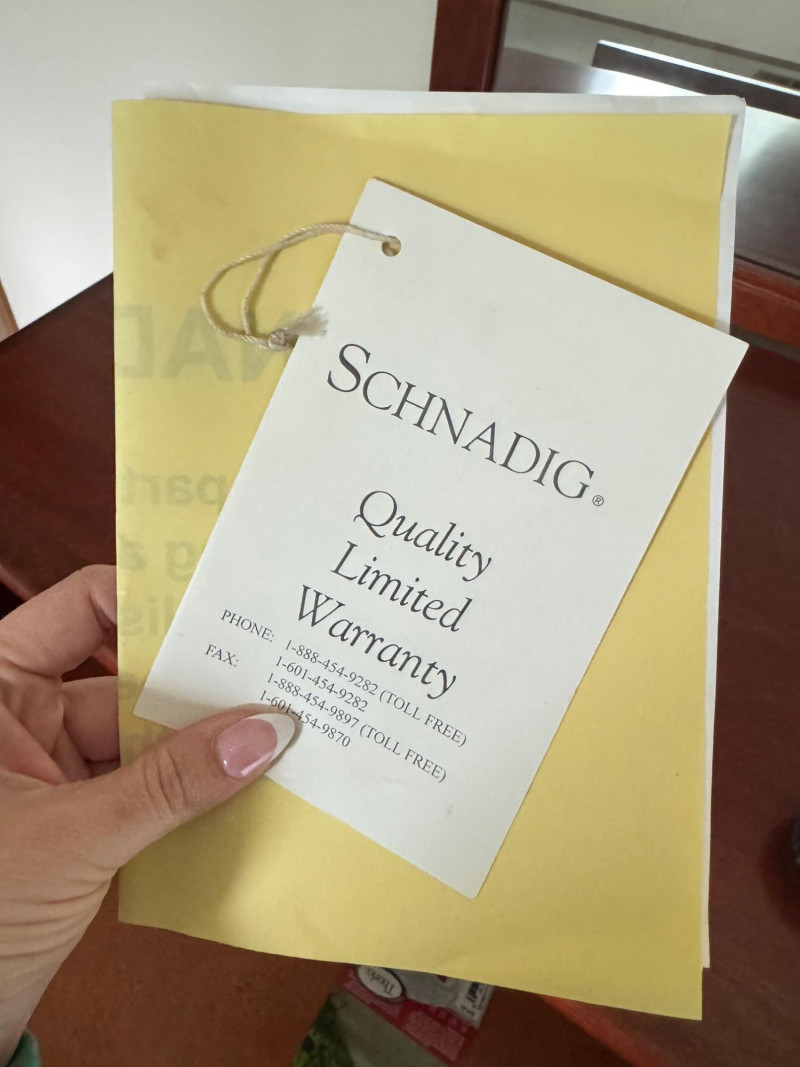 SCHNADIG®
Quality
Limited
Warranty
PHONE: 1-888-454-9282 (TOLL FREE)
1-601-454-9282
FAX: 1-888-454-9897 (TOLL FREE)
1-601-454-9870